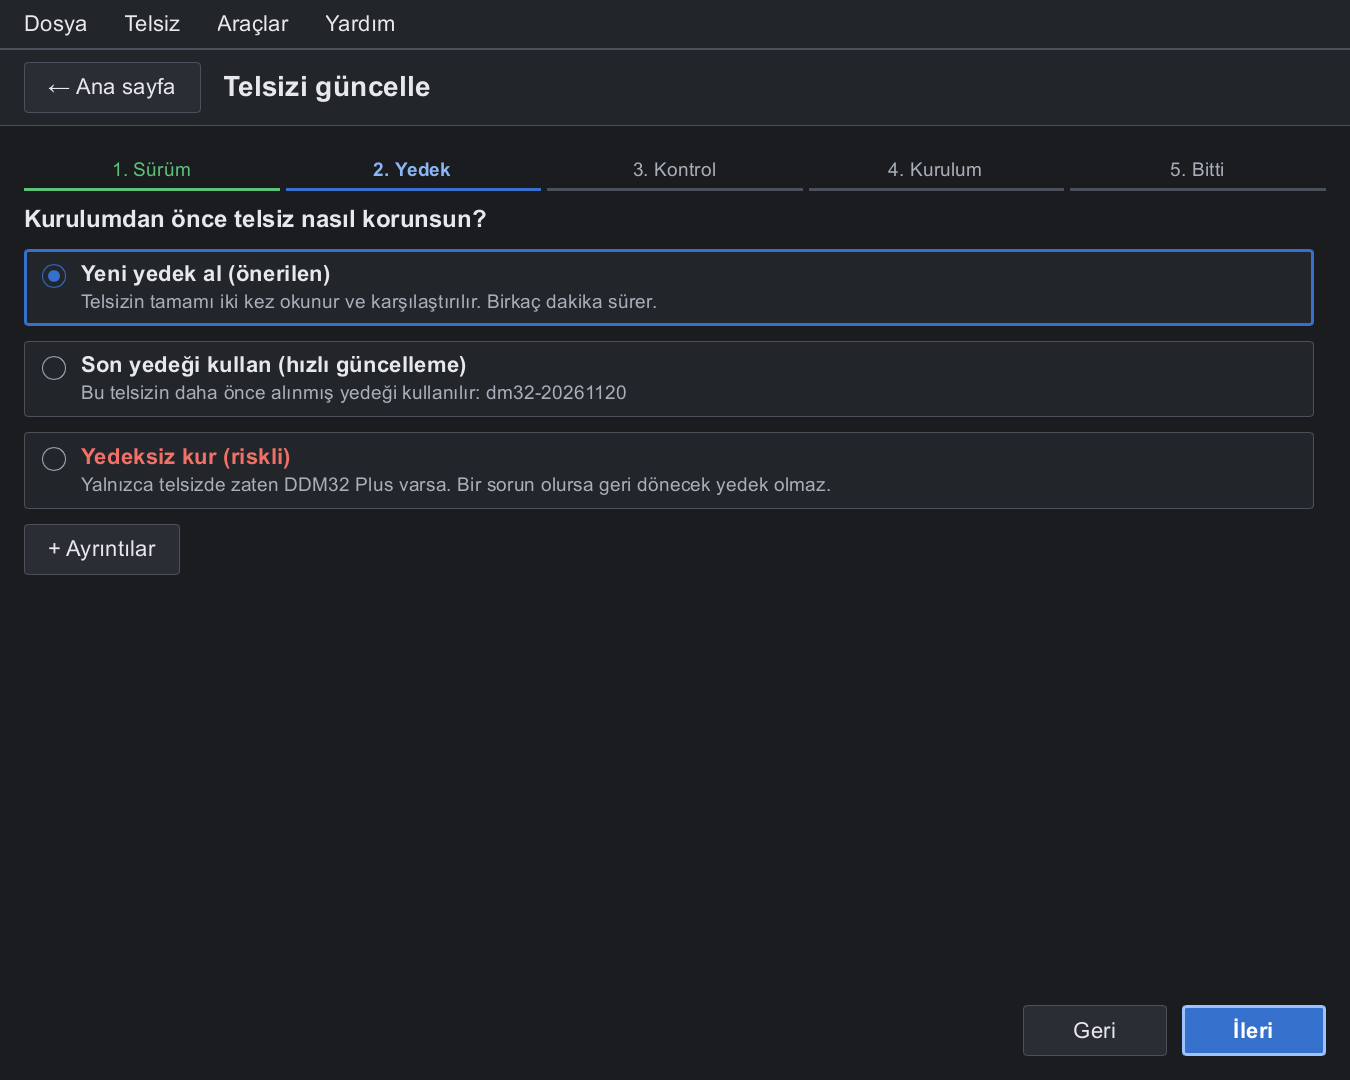 Dosya Telsiz Araçlar Yardım
← Ana sayfa Telsizi güncelle
1. Sürüm 2. Yedek 3. Kontrol 4. Kurulum 5. Bitti
Kurulumdan önce telsiz nasıl korunsun?
Yeni yedek al (önerilen)
Telsizin tamamı iki kez okunur ve karşılaştırılır. Birkaç dakika sürer.
Son yedeği kullan (hızlı güncelleme)
Bu telsizin daha önce alınmış yedeği kullanılır: dm32-20261120
Yedeksiz kur (riskli)
Yalnızca telsizde zaten DDM32 Plus varsa. Bir sorun olursa geri dönecek yedek olmaz.
+ Ayrıntılar
Geri İleri